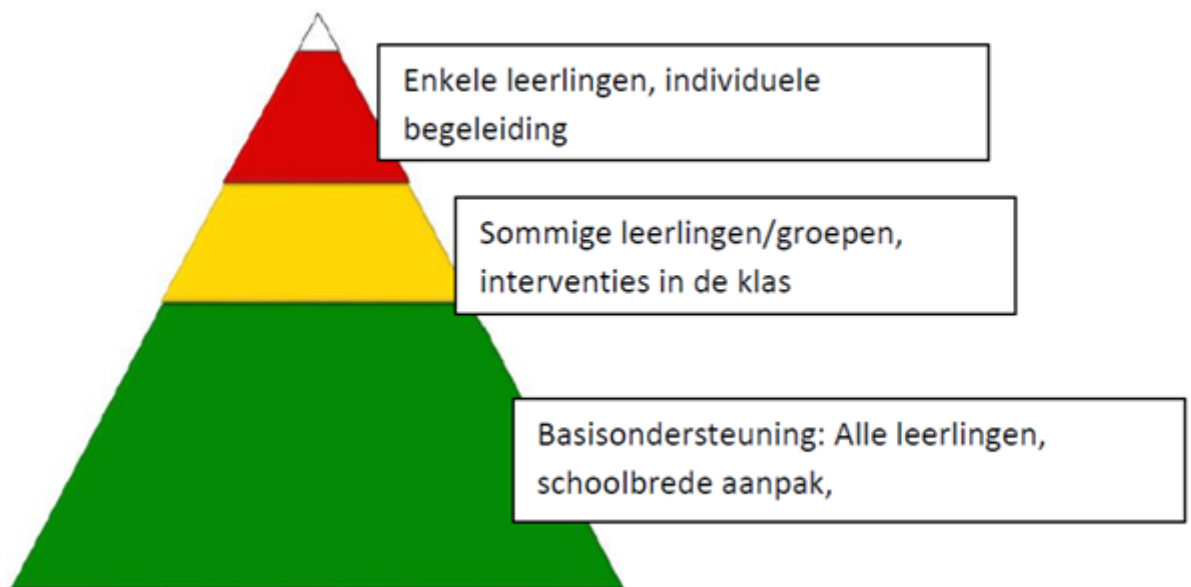 Enkele leerlingen, individuele
begeleiding
Sommige leerlingen/groepen,
interventies in de klas
Basisondersteuning: Alle leerlingen,
schoolbrede aanpak,